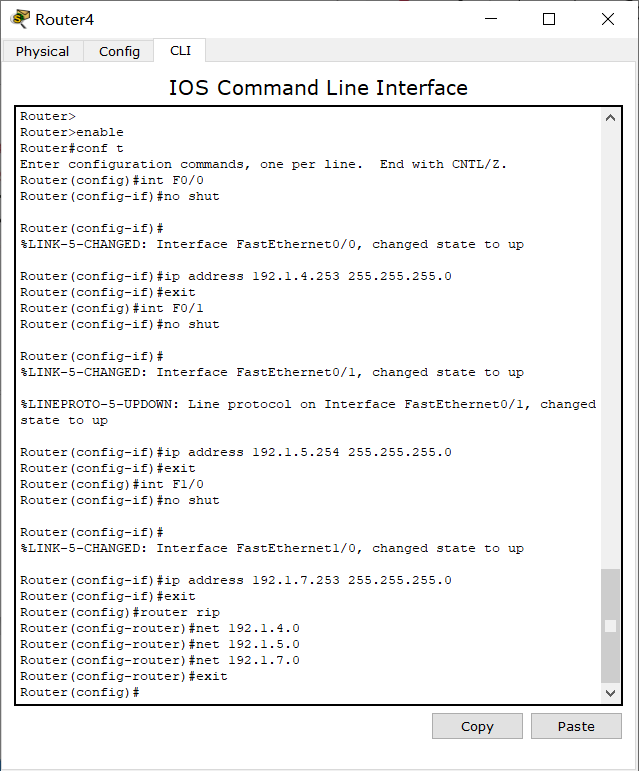 Router4
Physical Config CLI
IOS Command Line Interface
Router>
Router>enable
Router#conf t
Enter configuration commands, one per line.  End with CNTL/Z.
Router(config)#int F0/0
Router(config-if)#no shut
Router(config-if)#
%LINK-5-CHANGED: Interface FastEthernet0/0, changed state to up
Router(config-if)#ip address 192.1.4.253 255.255.255.0
Router(config-if)#exit
Router(config)#int F0/1
Router(config-if)#no shut
Router(config-if)#
%LINK-5-CHANGED: Interface FastEthernet0/1, changed state to up
%LINEPROTO-5-UPDOWN: Line protocol on Interface FastEthernet0/1, changed
state to up
Router(config-if)#ip address 192.1.5.254 255.255.255.0
Router(config-if)#exit
Router(config)#int F1/0
Router(config-if)#no shut
Router(config-if)#
%LINK-5-CHANGED: Interface FastEthernet1/0, changed state to up
Router(config-if)#ip address 192.1.7.253 255.255.255.0
Router(config-if)#exit
Router(config)#router rip
Router(config-router)#net 192.1.4.0
Router(config-router)#net 192.1.5.0
Router(config-router)#net 192.1.7.0
Router(config-router)#exit
Router(config)#
Copy Paste